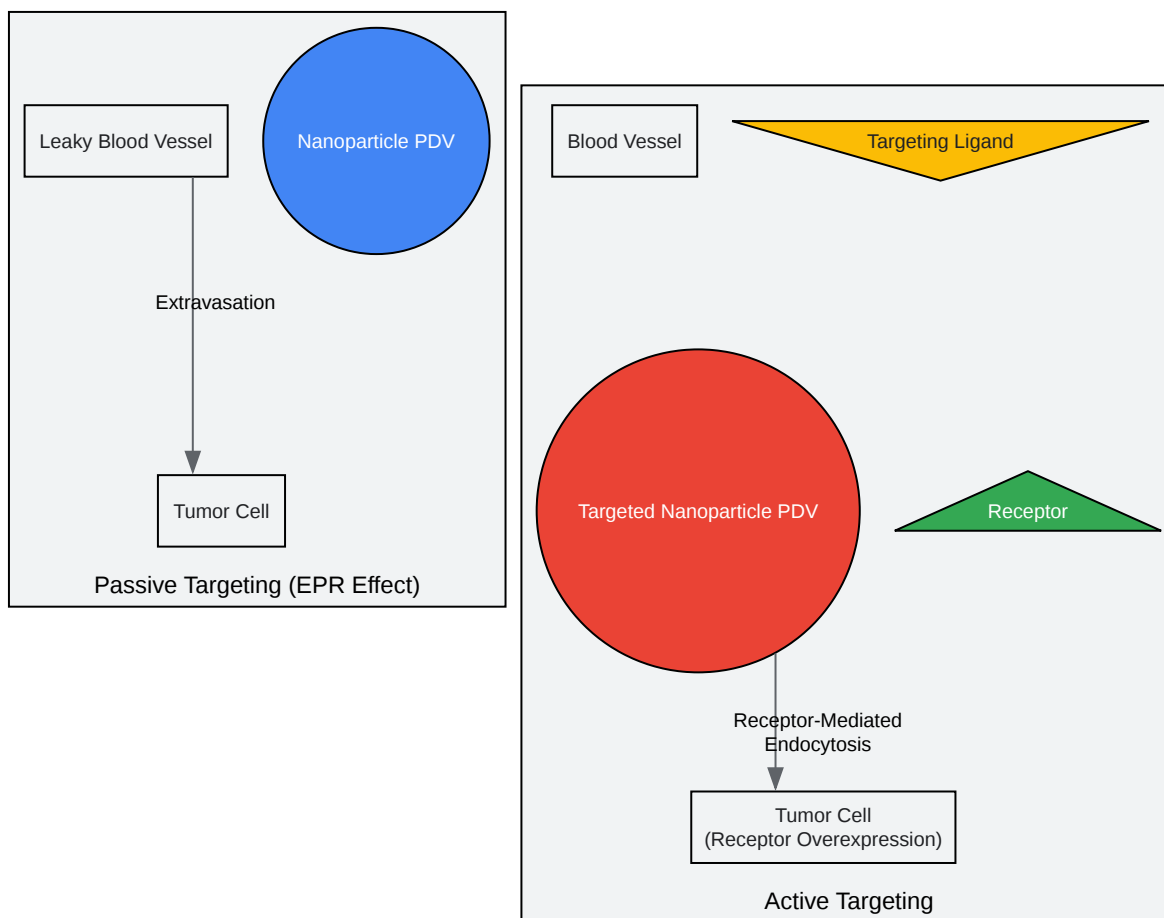 Leaky Blood Vessel
Nanoparticle PDV
Extravasation
Tumor Cell
Passive Targeting (EPR Effect)
Blood Vessel
Targeting Ligand
Targeted Nanoparticle PDV
Receptor
Receptor-Mediated
Endocytosis
Tumor Cell
(Receptor Overexpression)
Active Targeting